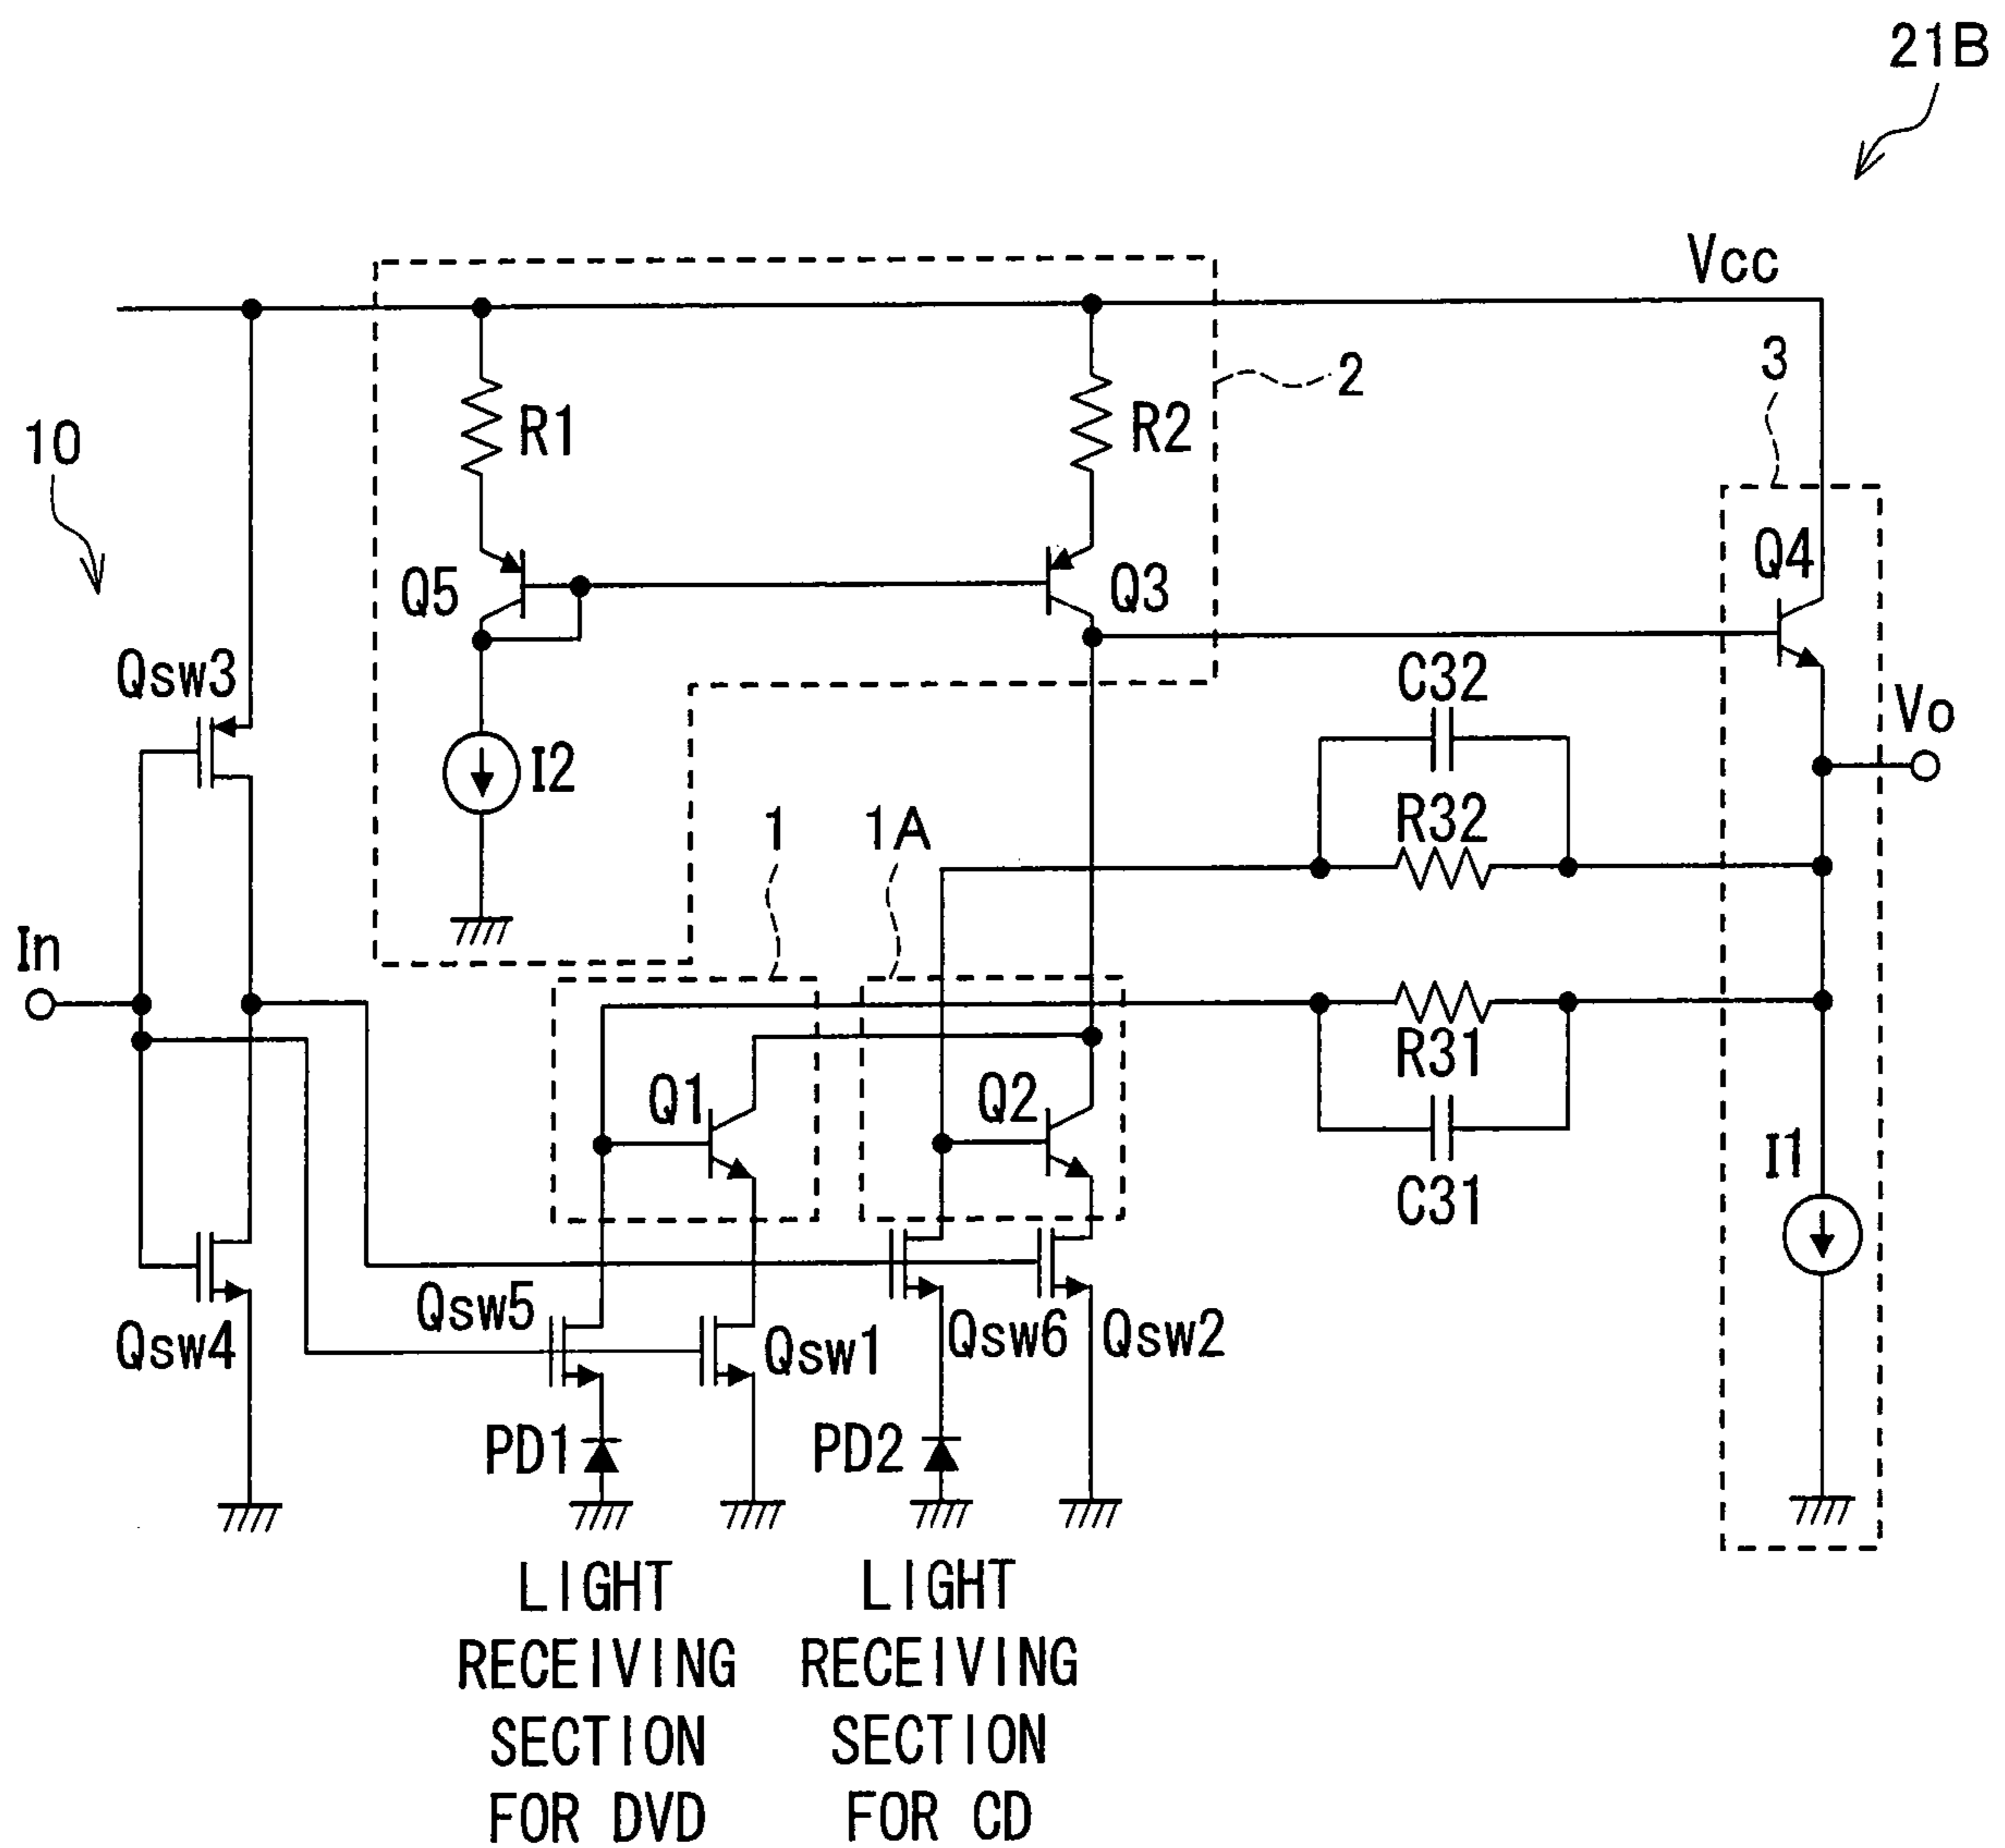 21B
Vcc
3
2
R1
R2
10
Q4
Q5
Q3
Qsw3
C32
Vo
I2
R32
1
1A
In
R31
Q1
Q2
I1
C31
Qsw5
Qsw4
Qsw1
Qsw6
Qsw2
PD1
PD2
LIGHT
RECEIVING
SECTION
FOR DVD
LIGHT
RECEIVING
SECTION
FOR CD